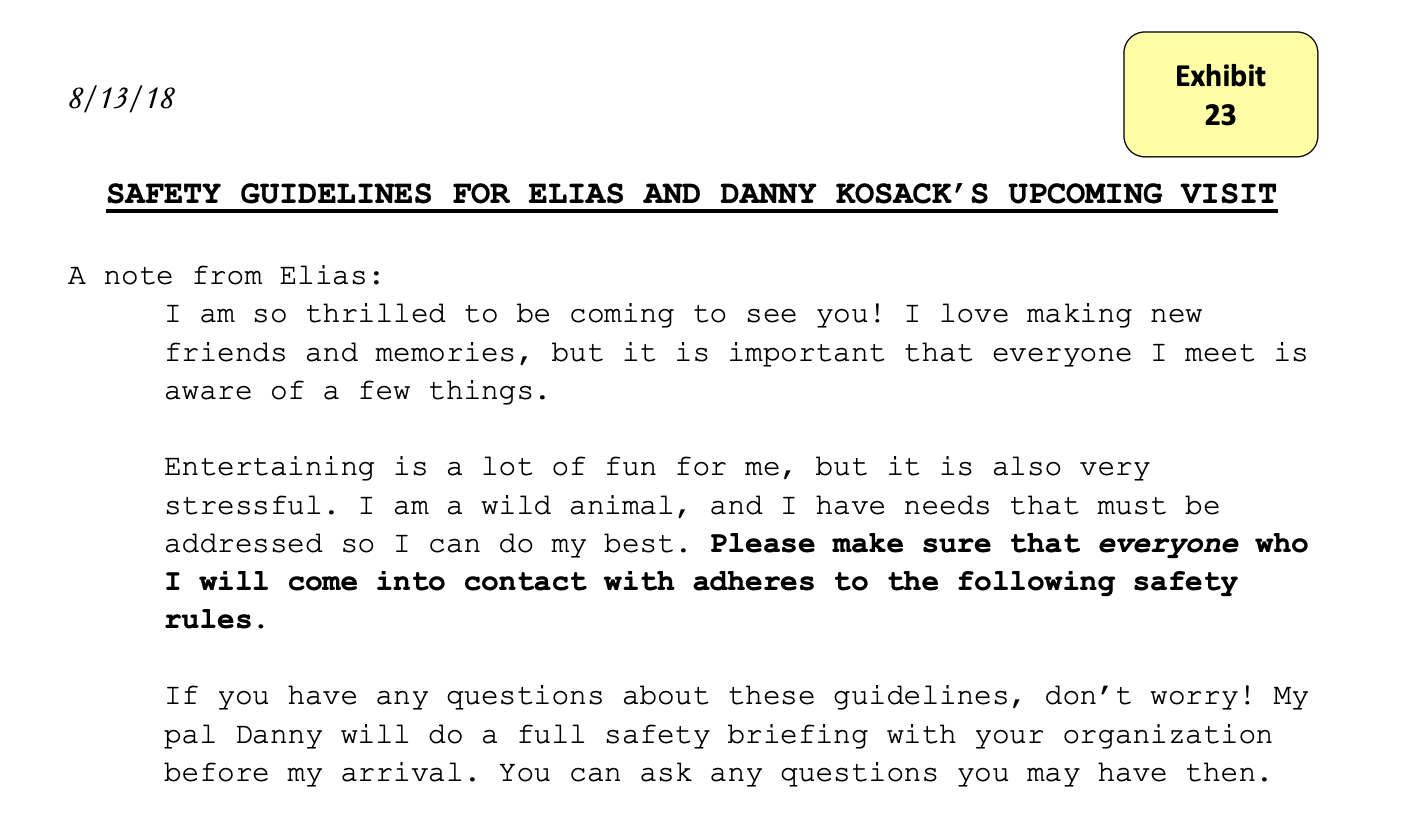 Exhibit
23
8/13/18
SAFETY GUIDELINES FOR ELIAS AND DANNY KOSACK’S UPCOMING VISIT
A note from Elias:
I am so thrilled to be coming to see you! I love making new
friends and memories, but it is important that everyone I meet is
aware of a few things.
Entertaining is a lot of fun for me, but it is also very
stressful. I am a wild animal, and I have needs that must be
addressed so I can do my best. Please make sure that everyone who
I will come into contact with adheres to the following safety
rules.
If you have any questions about these guidelines, don’t worry! My
pal Danny will do a full safety briefing with your organization
before my arrival. You can ask any questions you may have then.